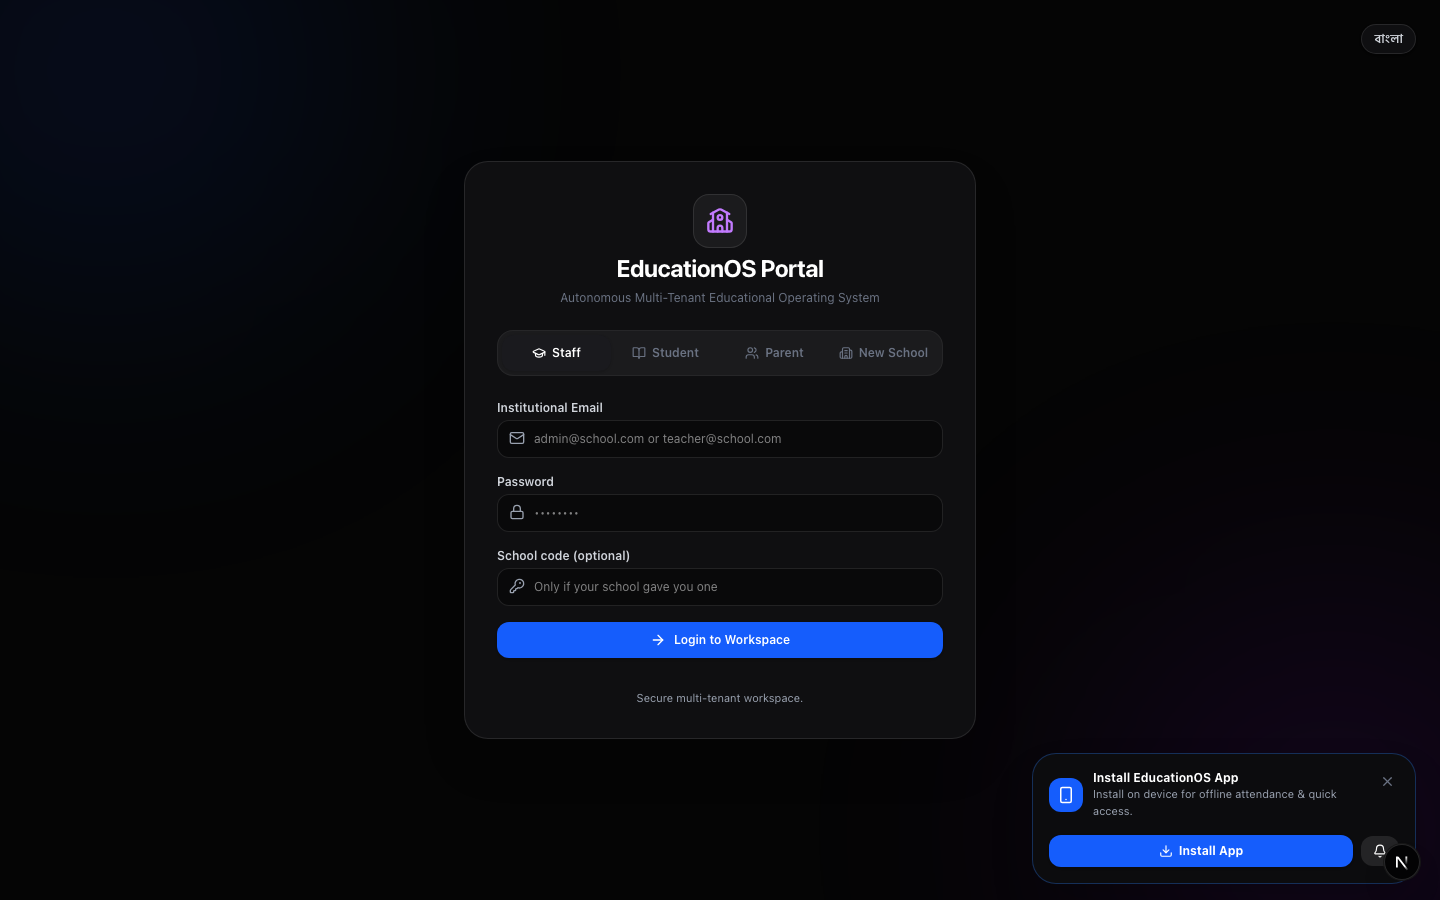 বাংলা
EducationOS Portal
Autonomous Multi-Tenant Educational Operating System
Staff
Student
Parent
New School
Institutional Email
admin@school.com or teacher@school.com
Password
••••••••
School code (optional)
Only if your school gave you one
Login to Workspace
Secure multi-tenant workspace.
Install EducationOS App
Install on device for offline attendance & quick
access.
Install App
N